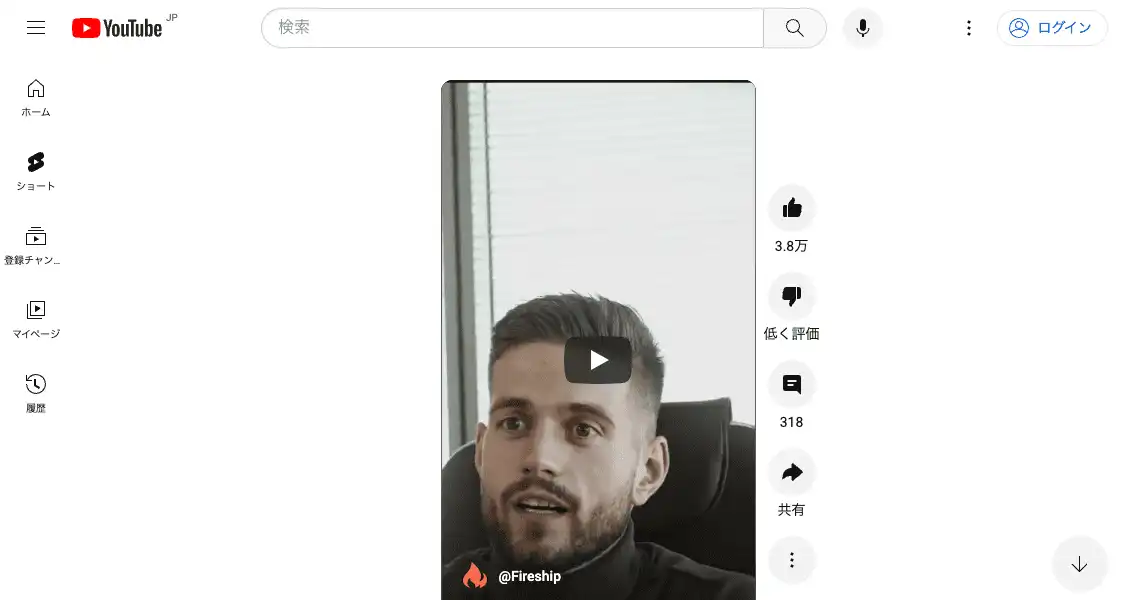 YouTube JP
検索
ログイン
ホーム
ショート
登録チャン...
マイページ
履歴
3.8万
低く評価
318
共有
@Fireship